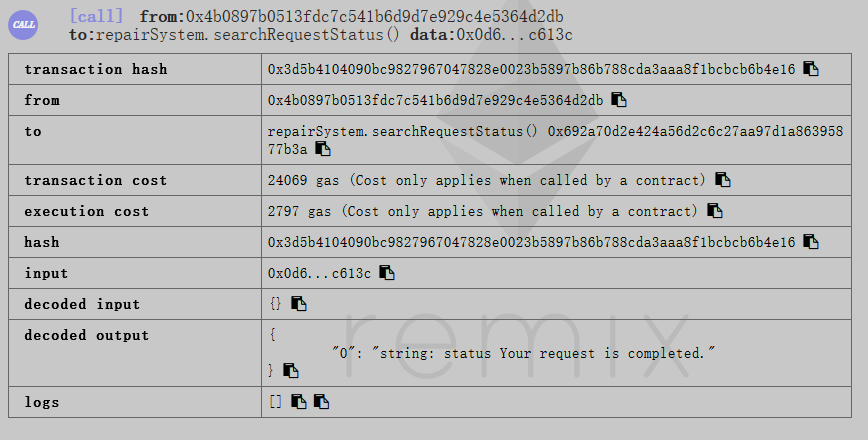 CALL
[call] from:0x4b0897b0513fdc7c541b6d9d7e929c4e5364d2db
to:repairSystem.searchRequestStatus() data:0x0d6...c613c
transaction hash 0x3d5b4104090bc9827967047828e0023b5897b86b788cda3aaa8f1bcbcb6b4e16
from 0x4b0897b0513fdc7c541b6d9d7e929c4e5364d2db
to repairSystem.searchRequestStatus() 0x692a70d2e424a56d2c6c27aa97d1a863958
77b3a
transaction cost 24069 gas (Cost only applies when called by a contract)
execution cost 2797 gas (Cost only applies when called by a contract)
hash 0x3d5b4104090bc9827967047828e0023b5897b86b788cda3aaa8f1bcbcb6b4e16
input 0x0d6...c613c
decoded input {}
decoded output {
"0": "string: status Your request is completed."
}
logs []
remix